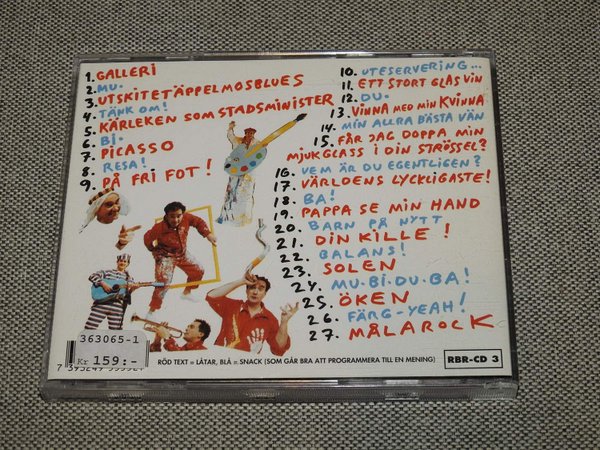 1. GALLERI
2. MU.
3. UTSKITETÄPPELMOSBLUES
4. TÄNK OM!
5. KÄRLEKEN SOM STADSMINISTER
6. BI.
7. PICASSO
8. RESA!
9. PÅ FRI FOT!
10. UTESERVERING...
11. ETT STORT GLAS VIN
12. DU.
13. VINNA MED MIN KVINNA
14. MIN ALLRA BÄSTA VÄN
15. FÅR JAG DOPPA MIN
MJUKGLASS I DIN STRÖSSEL?
16. VEM ÄR DU EGENTLIGEN?
17. VÄRLDENS LYCKLIGASTE!
18. BA!
19. PAPPA SE MIN HAND
20. BARN PÅ NYTT
21. DIN KILLE!
22. BALANS!
23. SOLEN
24. MU·BI·DU·BA!
25. ÖKEN
26. FÄRG-YEAH!
27. MÅLAROCK
363065-1
Kr 159:-
RÖD TEXT = LÅTAR, BLÅ = SNACK (SOM GÅR BRA ATT PROGRAMMERA TILL EN MENING)
RBR-CD 3